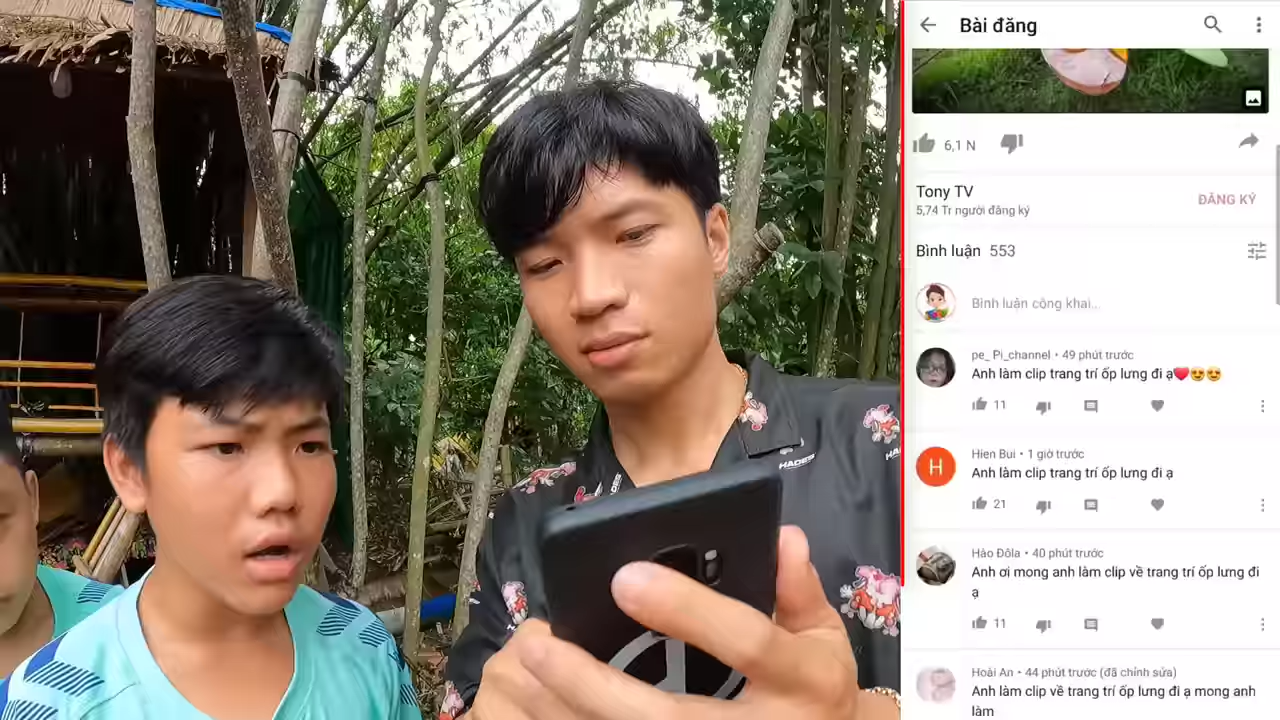 HADES
Bài đăng
6,1 N
Tony TV
5,74 Tr người đăng ký
ĐĂNG KÝ
Bình luận 553
Bình luận công khai...
pe_ Pi_channel • 49 phút trước
Anh làm clip trang trí ốp lưng đi ạ❤️😍😍
11
H
Hien Bui • 1 giờ trước
Anh làm clip trang trí ốp lưng đi ạ
21
Hào Đôla • 40 phút trước
Anh ơi mong anh làm clip về trang trí ốp lưng đi
ạ
11
Hoài An • 44 phút trước (đã chỉnh sửa)
Anh làm clip về trang trí ốp lưng đi ạ mong anh
làm